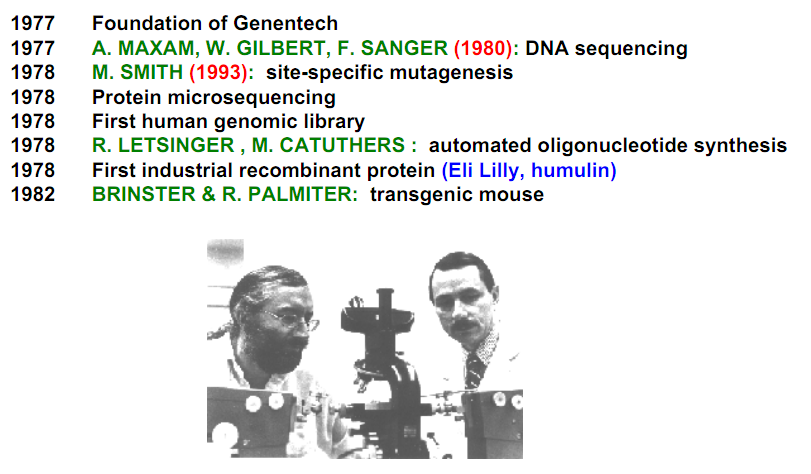 1977 Foundation of Genentech
1977 A. MAXAM, W. GILBERT, F. SANGER (1980): DNA sequencing
1978 M. SMITH (1993): site-specific mutagenesis
1978 Protein microsequencing
1978 First human genomic library
1978 R. LETSINGER , M. CATUTHERS : automated oligonucleotide synthesis
1978 First industrial recombinant protein (Eli Lilly, humulin)
1982 BRINSTER & R. PALMITER: transgenic mouse